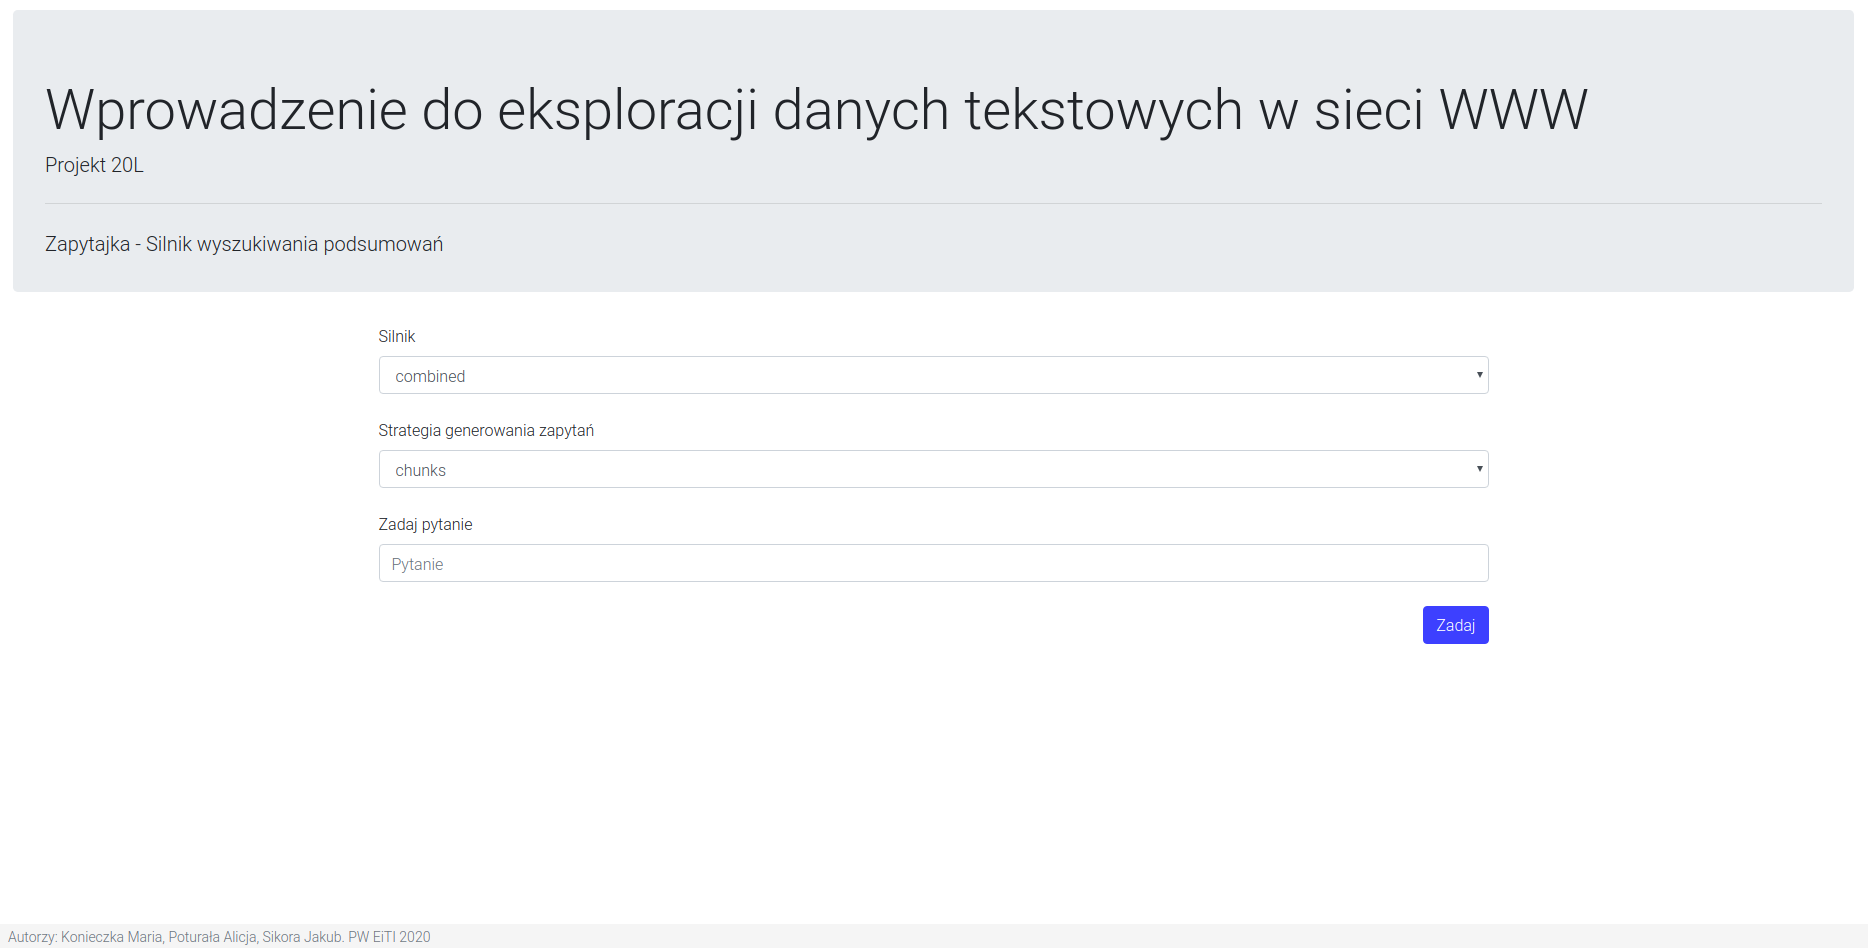 Wprowadzenie do eksploracji danych tekstowych w sieci WWW
Projekt 20L
Zapytajka - Silnik wyszukiwania podsumowań
Silnik
combined
Strategia generowania zapytań
chunks
Zadaj pytanie
Pytanie
Zadaj
Autorzy: Konieczka Maria, Poturała Alicja, Sikora Jakub. PW EiTI 2020